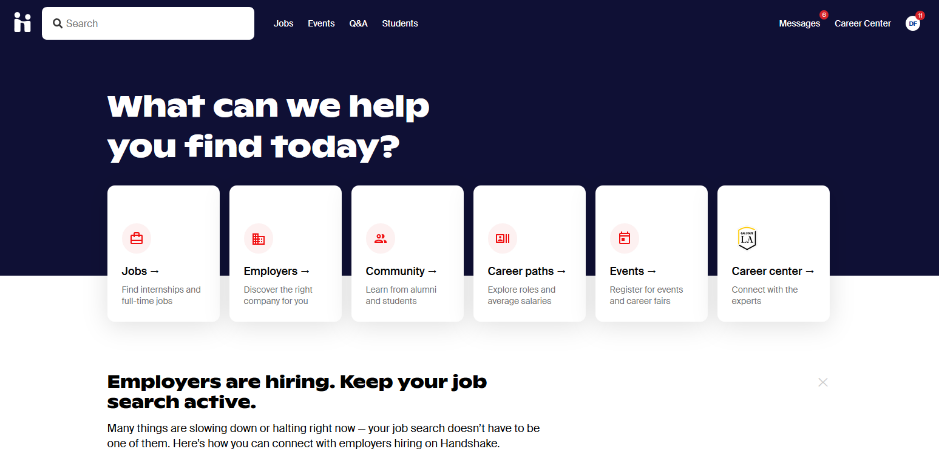 Search
Jobs Events Q&A Students
Messages 6 Career Center DF 11
What can we help
you find today?
Jobs →
Find internships and
full-time jobs
Employers →
Discover the right
company for you
Community →
Learn from alumni
and students
Career paths →
Explore roles and
average salaries
Events →
Register for events
and career fairs
LA
Career center →
Connect with the
experts
Employers are hiring. Keep your job
search active.
Many things are slowing down or halting right now — your job search doesn’t have to be
one of them. Here’s how you can connect with employers hiring on Handshake.